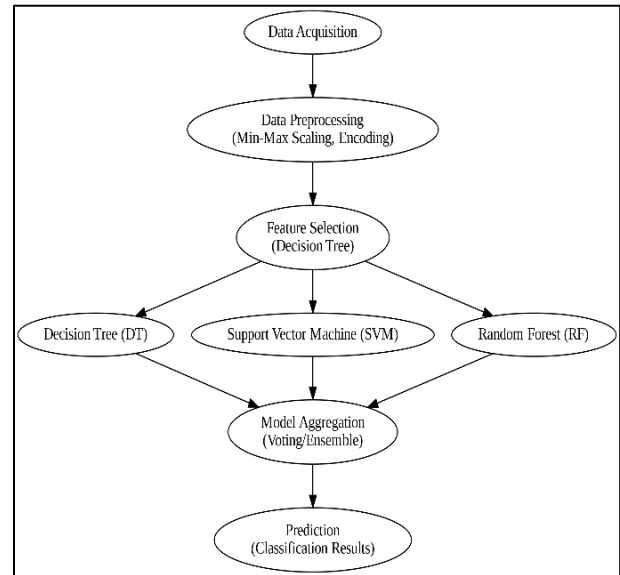 Data Acquisition
Data Preprocessing
(Min-Max Scaling, Encoding)
Feature Selection
(Decision Tree)
Decision Tree (DT)
Support Vector Machine (SVM)
Random Forest (RF)
Model Aggregation
(Voting/Ensemble)
Prediction
(Classification Results)